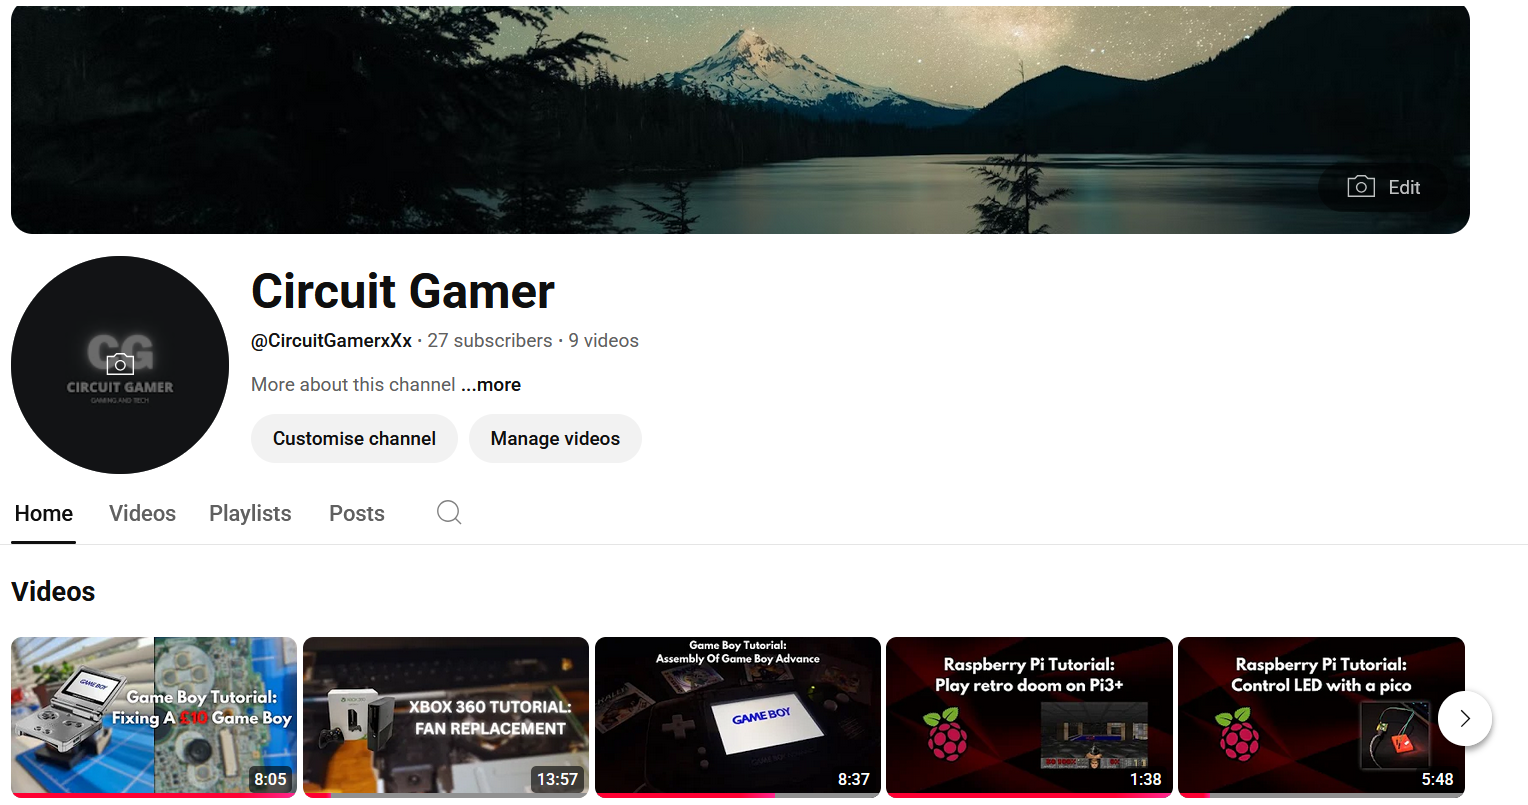 Edit
CG
CIRCUIT GAMER
GAMING AND TECH
Circuit Gamer
@CircuitGamerxXx • 27 subscribers • 9 videos
More about this channel ...more
Customise channel
Manage videos
Home
Videos
Playlists
Posts
Videos
GAME BOY
Game Boy Tutorial:
Fixing A £10 Game Boy
8:05
XBOX 360 TUTORIAL:
FAN REPLACEMENT
13:57
Game Boy Tutorial:
Assembly Of Game Boy Advance
GAME BOY
8:37
Raspberry Pi Tutorial:
Play retro doom on Pi3+
1:38
Raspberry Pi Tutorial:
Control LED with a pico
5:48